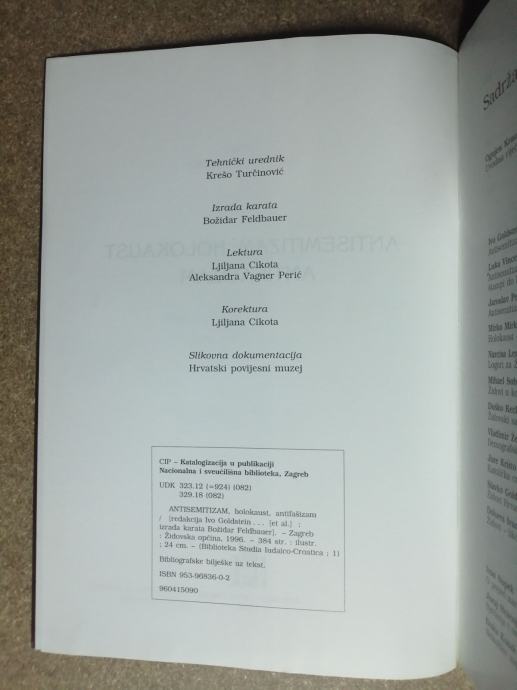 Tehnički urednik
Krešo Turčinović
Izrada karata
Božidar Feldbauer
Lektura
Ljiljana Cikota
Aleksandra Vagner Perić
Korektura
Ljiljana Cikota
Slikovna dokumentacija
Hrvatski povijesni muzej
CIP – Katalogizacija u publikaciji
Nacionalna i sveučilišna biblioteka, Zagreb
UDK 323.12 (=924) (082)
329.18 (082)
ANTISEMITIZAM, holokaust, antifašizam
/ [redakcija Ivo Goldstein . . . [et al.] ;
izrada karata Božidar Feldbauer]. – Zagreb
: Židovska općina, 1996. – 384 str. : ilustr.
; 24 cm. – (Biblioteka Studia Iudaico-Croatica ; 1)
Bibliografske bilješke uz tekst.
ISBN 953-96836-0-2
960415090